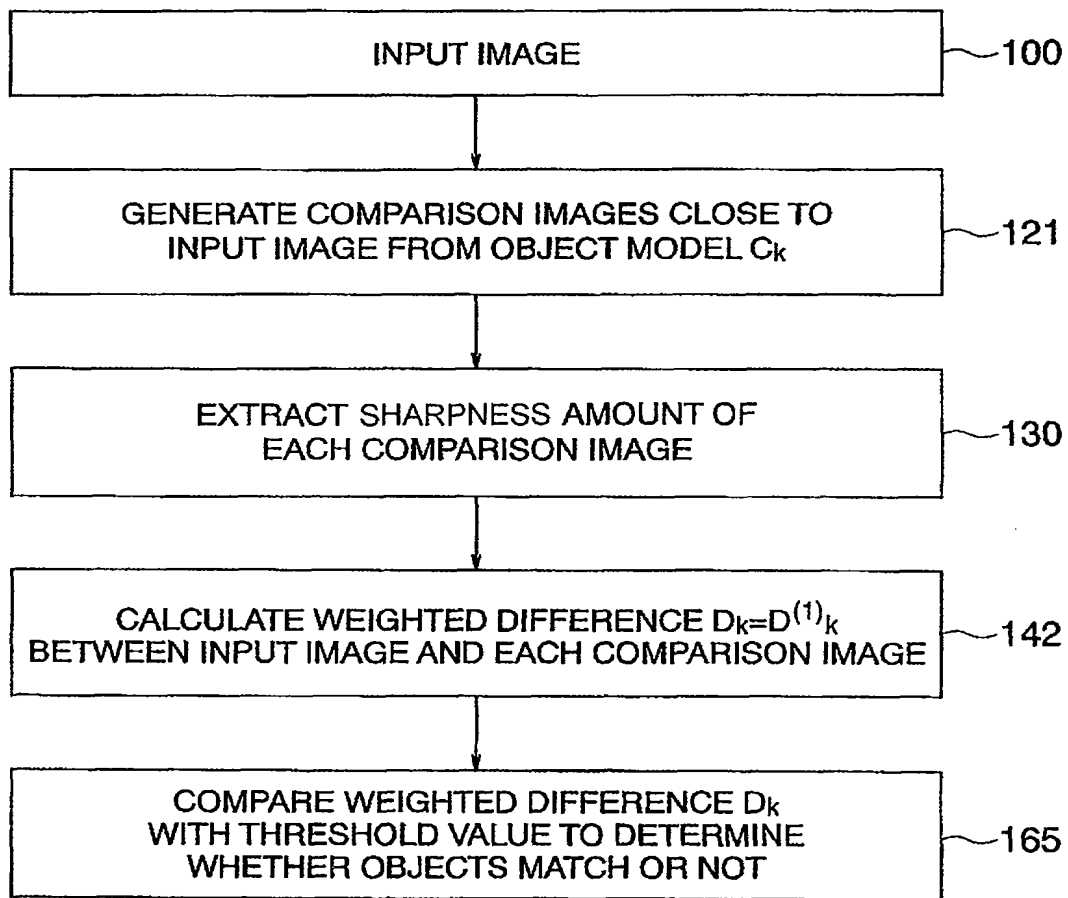 INPUT IMAGE
100
GENERATE COMPARISON IMAGES CLOSE TO
INPUT IMAGE FROM OBJECT MODEL Ck
121
EXTRACT SHARPNESS AMOUNT OF
EACH COMPARISON IMAGE
130
CALCULATE WEIGHTED DIFFERENCE Dk=D(1)k
BETWEEN INPUT IMAGE AND EACH COMPARISON IMAGE
142
COMPARE WEIGHTED DIFFERENCE Dk
WITH THRESHOLD VALUE TO DETERMINE
WHETHER OBJECTS MATCH OR NOT
165